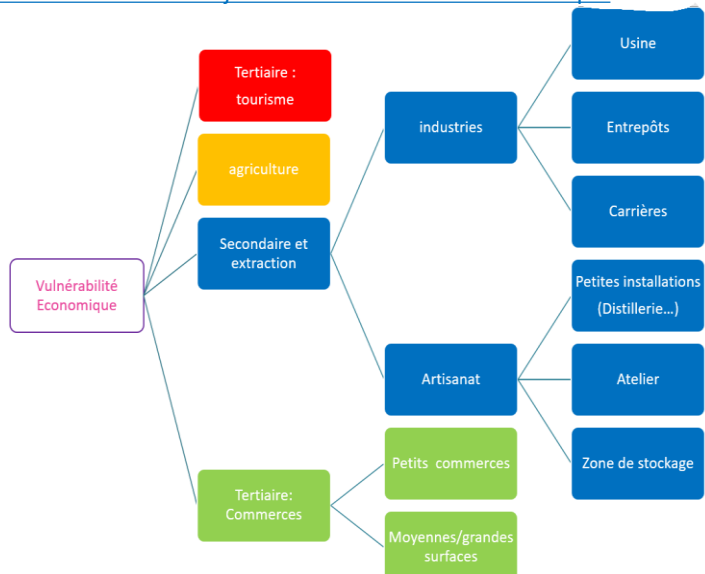 Usine
Tertiaire :
tourisme
industries
Entrepôts
agriculture
Carrières
Secondaire et
extraction
Vulnérabilité
Economique
Petites installations
(Distillerie…)
Artisanat
Atelier
Petits commerces
Zone de stockage
Tertiaire:
Commerces
Moyennes/grandes
surfaces